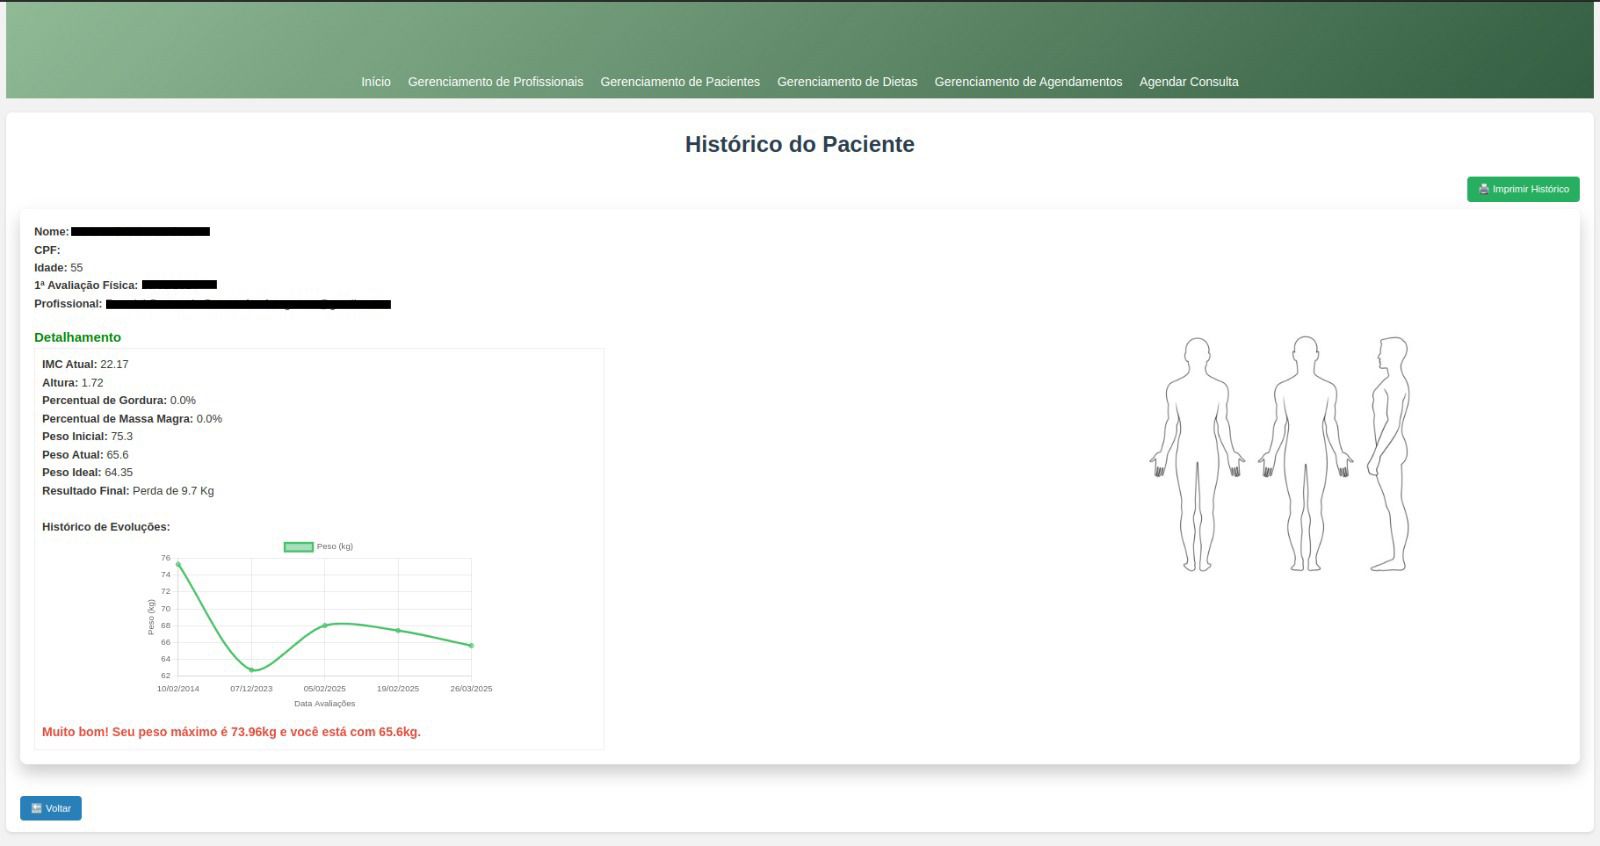 Início Gerenciamento de Profissionais Gerenciamento de Pacientes Gerenciamento de Dietas Gerenciamento de Agendamentos Agendar Consulta
Histórico do Paciente
Imprimir Histórico
Nome:
CPF:
Idade: 55
1ª Avaliação Física:
Profissional:
Detalhamento
IMC Atual: 22.17
Altura: 1.72
Percentual de Gordura: 0.0%
Percentual de Massa Magra: 0.0%
Peso Inicial: 75.3
Peso Atual: 65.6
Peso Ideal: 64.35
Resultado Final: Perda de 9.7 Kg
Histórico de Evoluções:
Peso (kg)
76
74
72
70
68
66
64
62
Peso (kg)
10/02/2014 07/12/2023 05/02/2025 19/02/2025 26/03/2025
Data Avaliações
Muito bom! Seu peso máximo é 73.96kg e você está com 65.6kg.
Voltar